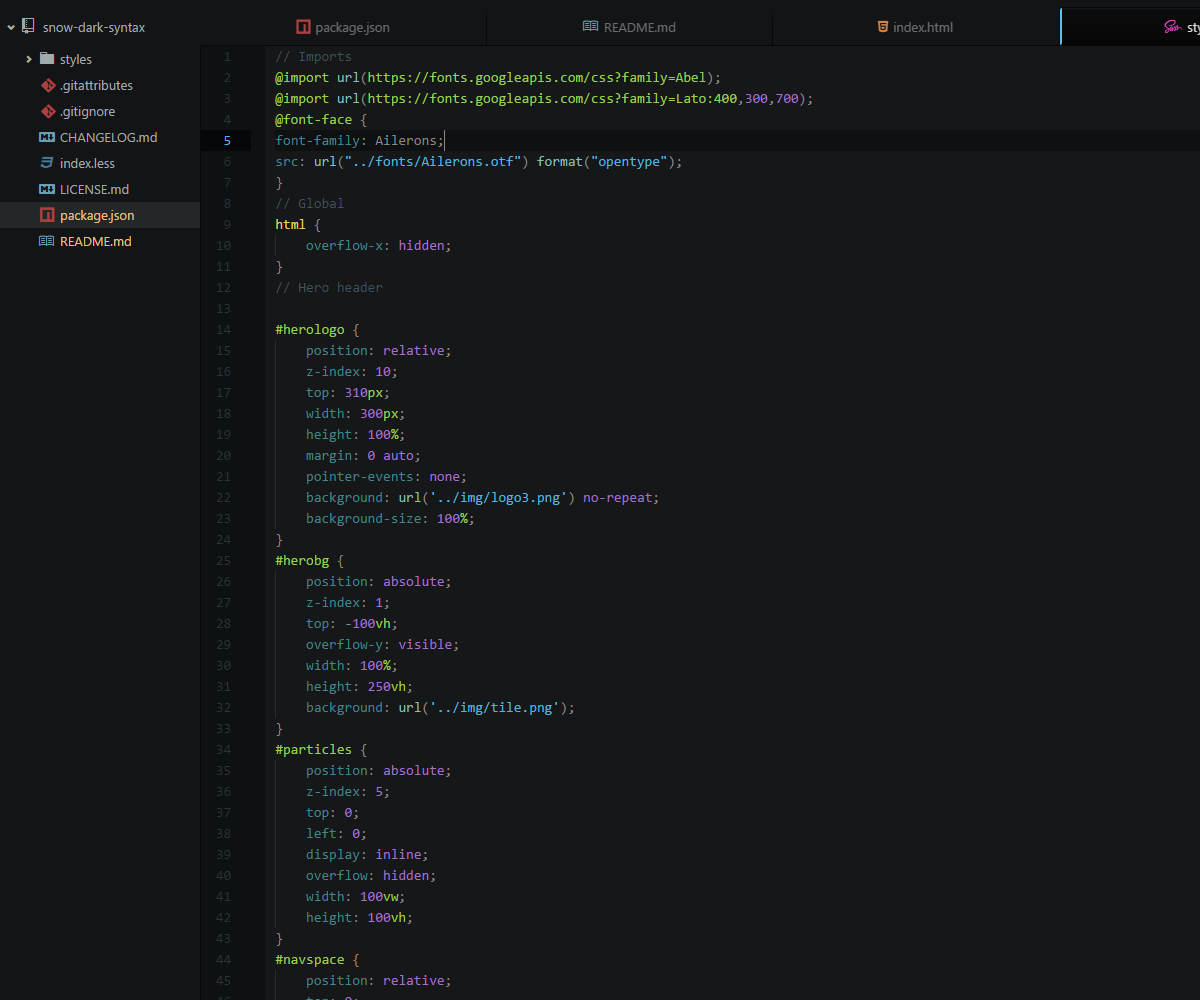 snow-dark-syntax
styles
.gitattributes
.gitignore
CHANGELOG.md
index.less
LICENSE.md
package.json
README.md
package.json
README.md
index.html
sty
1 // Imports
2 @import url(https://fonts.googleapis.com/css?family=Abel);
3 @import url(https://fonts.googleapis.com/css?family=Lato:400,300,700);
4 @font-face {
5 font-family: Ailerons;
6 src: url("../fonts/Ailerons.otf") format("opentype");
7 }
8 // Global
9 html {
10 overflow-x: hidden;
11 }
12 // Hero header
13
14 #herologo {
15 position: relative;
16 z-index: 10;
17 top: 310px;
18 width: 300px;
19 height: 100%;
20 margin: 0 auto;
21 pointer-events: none;
22 background: url('../img/logo3.png') no-repeat;
23 background-size: 100%;
24 }
25 #herobg {
26 position: absolute;
27 z-index: 1;
28 top: -100vh;
29 overflow-y: visible;
30 width: 100%;
31 height: 250vh;
32 background: url('../img/tile.png');
33 }
34 #particles {
35 position: absolute;
36 z-index: 5;
37 top: 0;
38 left: 0;
39 display: inline;
40 overflow: hidden;
41 width: 100vw;
42 height: 100vh;
43 }
44 #navspace {
45 position: relative;